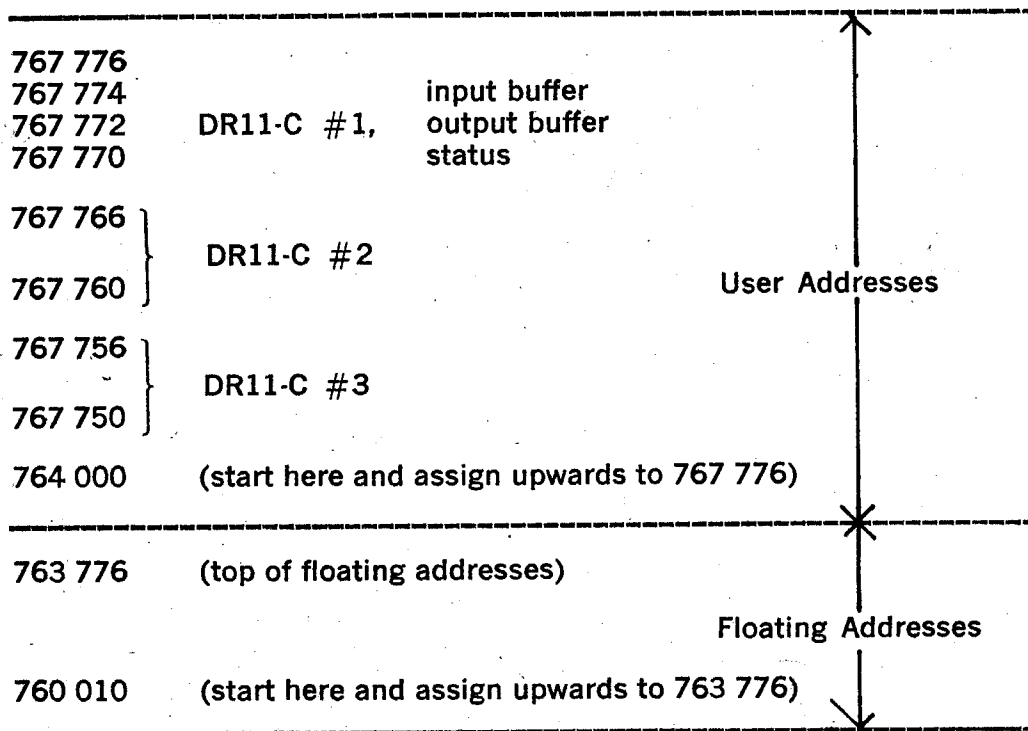 767 776
767 774 input buffer
767 772 DR11-C #1, output buffer
767 770 status
767 766
DR11-C #2
767 760
User Addresses
767 756
DR11-C #3
767 750
764 000 (start here and assign upwards to 767 776)
763 776 (top of floating addresses)
Floating Addresses
760 010 (start here and assign upwards to 763 776)